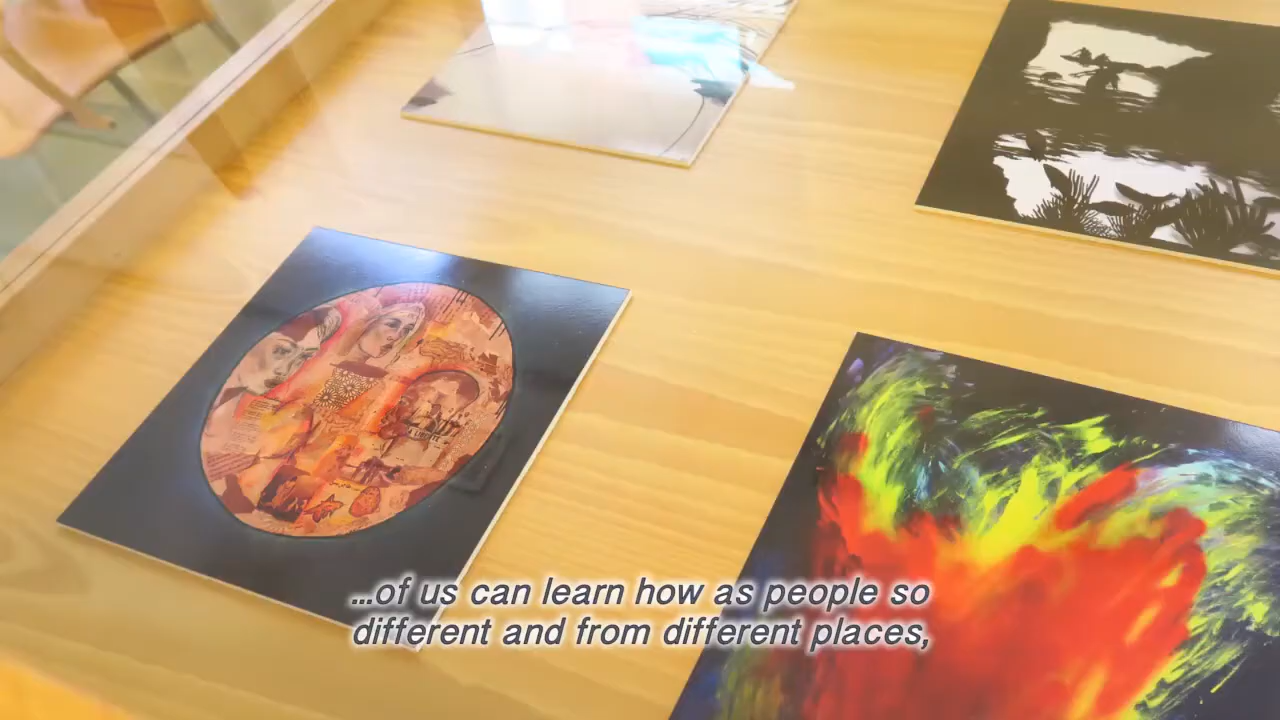 …of us can learn how as people so
different and from different places,